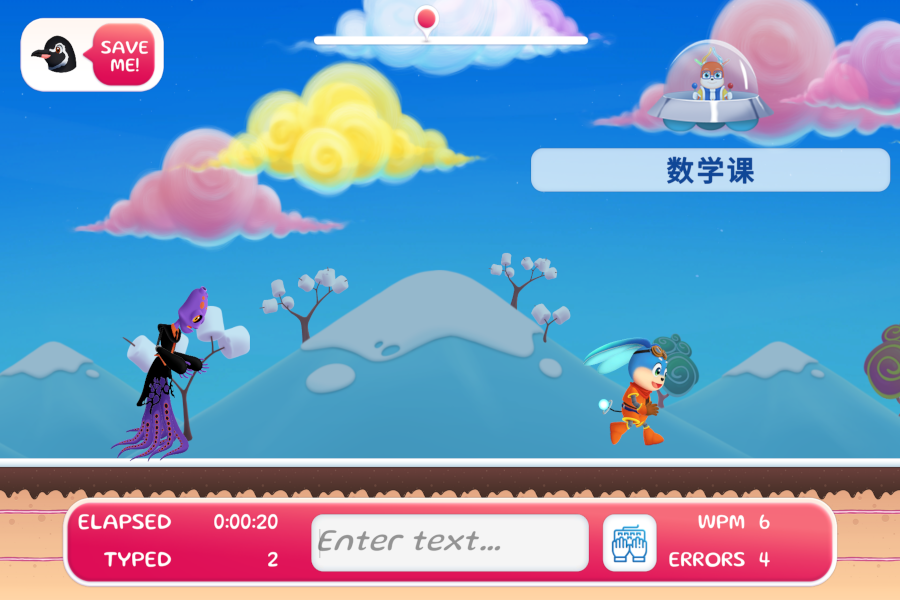 SAVE
ME!
数学课
ELAPSED 0:00:20
TYPED 2
Enter text...
WPM 6
ERRORS 4